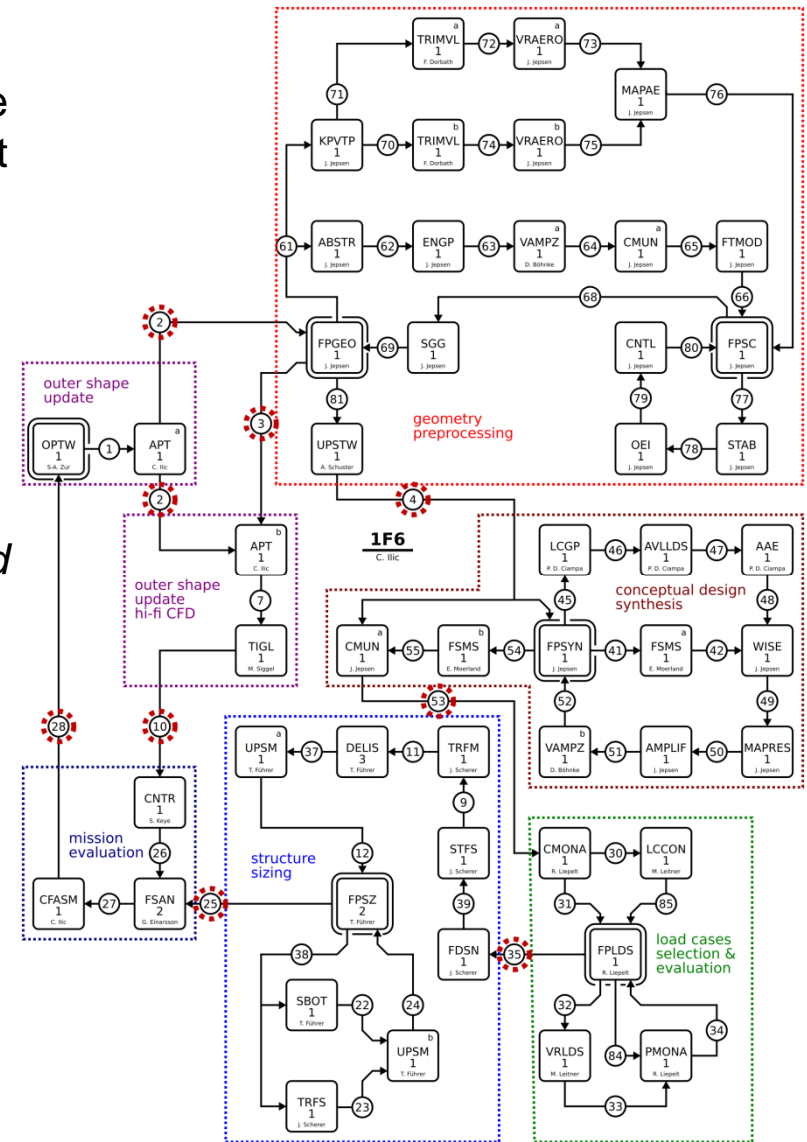 e
t
d
a
TRIMVL
1
F. Dorbath
72
a
VRAERO
1
J. Jepsen
73
MAPAE
1
J. Jepsen
76
71
KPVTP
1
J. Jepsen
70
b
TRIMVL
1
F. Dorbath
74
b
VRAERO
1
J. Jepsen
75
61
ABSTR
1
J. Jepsen
62
ENGP
1
J. Jepsen
63
a
VAMPZ
1
D. Böhnke
64
a
CMUN
1
J. Jepsen
65
FTMOD
1
J. Jepsen
66
68
2
FPGEO
1
J. Jepsen
69
SGG
1
J. Jepsen
CNTL
1
J. Jepsen
80
FPSC
1
J. Jepsen
81
79
77
3
UPSTW
1
A. Schuster
geometry
preprocessing
OEI
1
J. Jepsen
78
STAB
1
J. Jepsen
4
outer shape
update
OPTW
1
S-A. Zur
1
a
APT
1
C. Ilic
2
b
APT
1
C. Ilic
7
outer shape
update
hi-fi CFD
TIGL
1
M. Siggel
1F6
C. Ilic
LCGP
1
P. D. Ciampa
46
AVLLDS
1
P. D. Ciampa
47
AAE
1
P. D. Ciampa
conceptual design
synthesis
45
48
a
CMUN
1
J. Jepsen
55
b
FSMS
1
E. Moerland
54
FPSYN
1
J. Jepsen
41
a
FSMS
1
E. Moerland
42
WISE
1
J. Jepsen
53
52
49
b
VAMPZ
1
D. Böhnke
51
AMPLIF
1
J. Jepsen
50
MAPRES
1
J. Jepsen
28
10
CNTR
1
S. Keye
mission
evaluation
26
CFASM
1
C. Ilic
27
FSAN
2
G. Einarsson
25
a
UPSM
1
T. Führer
37
DELIS
3
T. Führer
11
TRFM
1
J. Scherer
9
STFS
1
J. Scherer
12
structure
sizing
39
FPSZ
2
T. Führer
FDSN
1
J. Scherer
35
38
24
SBOT
1
T. Führer
22
b
UPSM
1
T. Führer
TRFS
1
J. Scherer
23
CMONA
1
R. Liepelt
30
LCCON
1
M. Leitner
31
85
FPLDS
1
R. Liepelt
load cases
selection &
evaluation
32
34
VRLDS
1
M. Leitner
84
PMONA
1
R. Liepelt
33